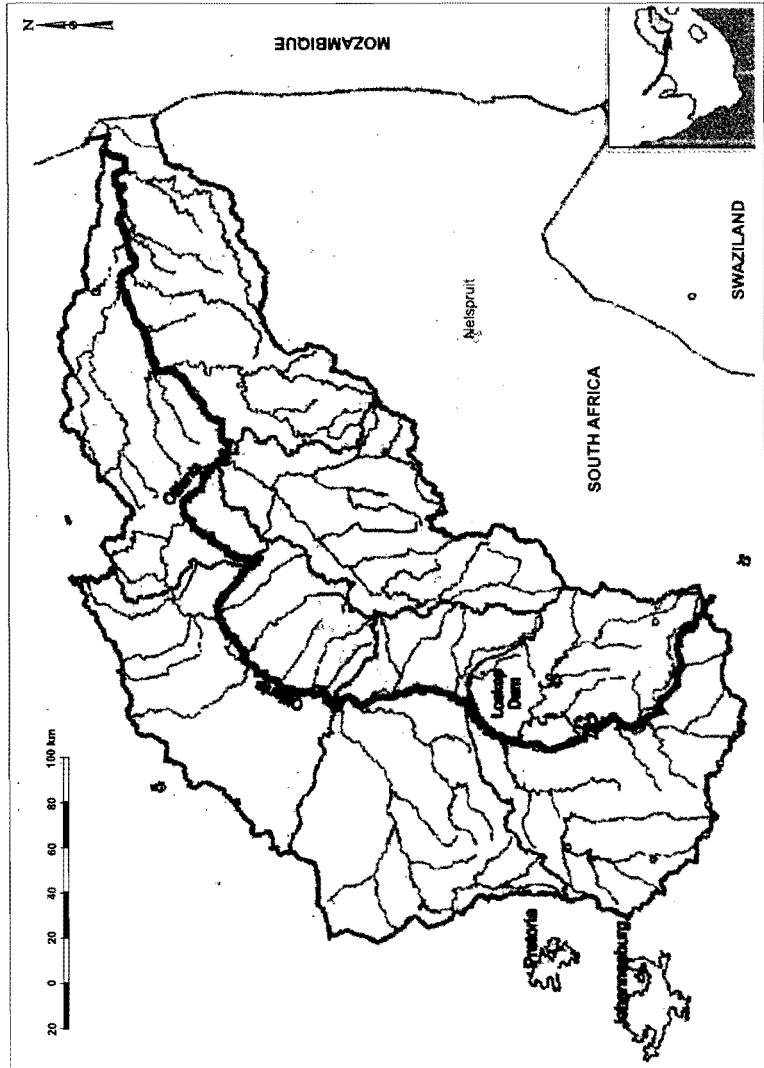 N
MOZAMBIQUE
SWAZILAND
Nelspruit
SOUTH AFRICA
Loskop
Dam
Pretoria
Johannesburg
20 0 20 40 60 80 100 km